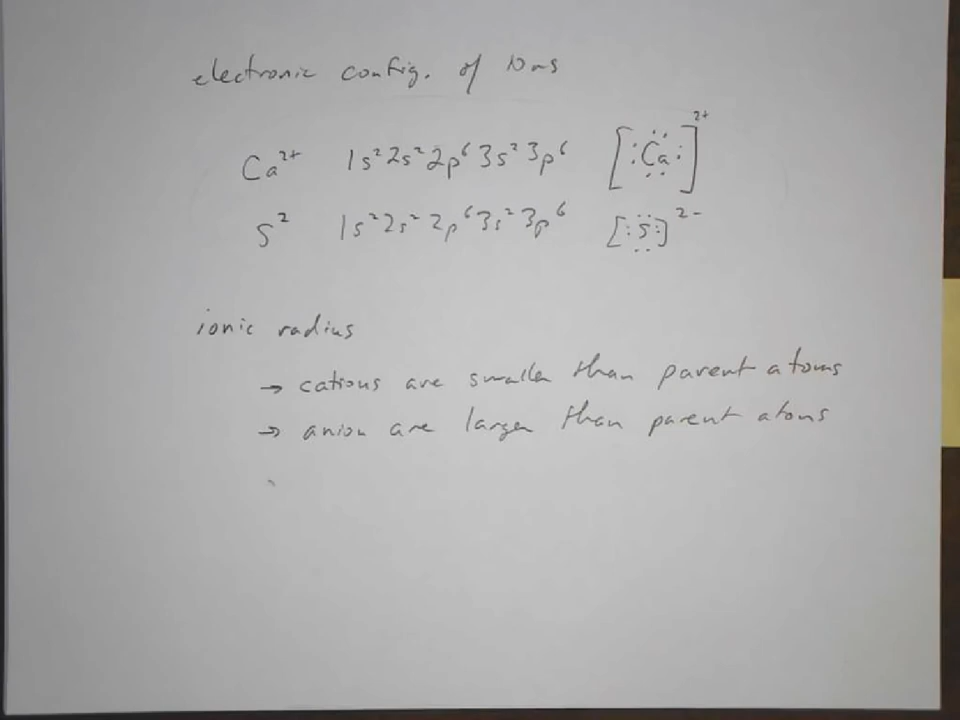 electronic config. of ions
Ca²⁺ 1s²2s²2p⁶3s²3p⁶ [:C̤̈a:]²⁺
S² 1s²2s²2p⁶3s²3p⁶ [:S̤̈:]²⁻
ionic radius
→ cations are smaller than parent atoms
→ anion are larger than parent atoms